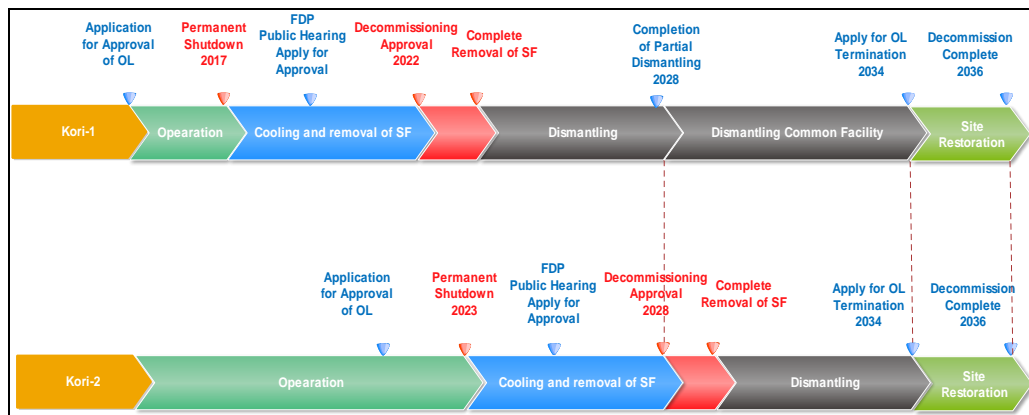 Application
for Approval
of OL
Permanent
Shutdown
2017
FDP
Public Hearing
Apply for
Approval
Decommissioning
Approval
2022
Complete
Removal of SF
Completion
of Partial
Dismantling
2028
Apply for OL
Termination
2034
Decommission
Complete
2036
Kori-1
Opearation
Cooling and removal of SF
Dismantling
Dismantling Common Facility
Site
Restoration
Application
for Approval
of OL
Permanent
Shutdown
2023
FDP
Public Hearing
Apply for
Approval
Decommissioning
Approval
2028
Complete
Removal of SF
Apply for OL
Termination
2034
Decommission
Complete
2036
Kori-2
Opearation
Cooling and removal of SF
Dismantling
Site
Restoration